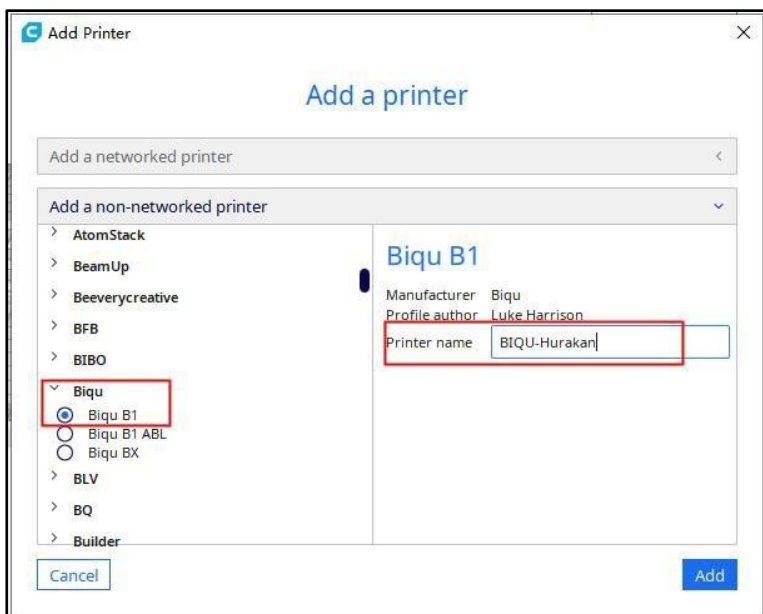 Add Printer
Add a printer
Add a networked printer
Add a non-networked printer
AtomStack
BeamUp
Beeverycreative
BFB
BIBO
Biqu
Biqu B1
Biqu B1 ABL
Biqu BX
BLV
BQ
Builder
Biqu B1
Manufacturer Biqu
Profile author Luke Harrison
Printer name BIQU-Hurakan
Cancel
Add